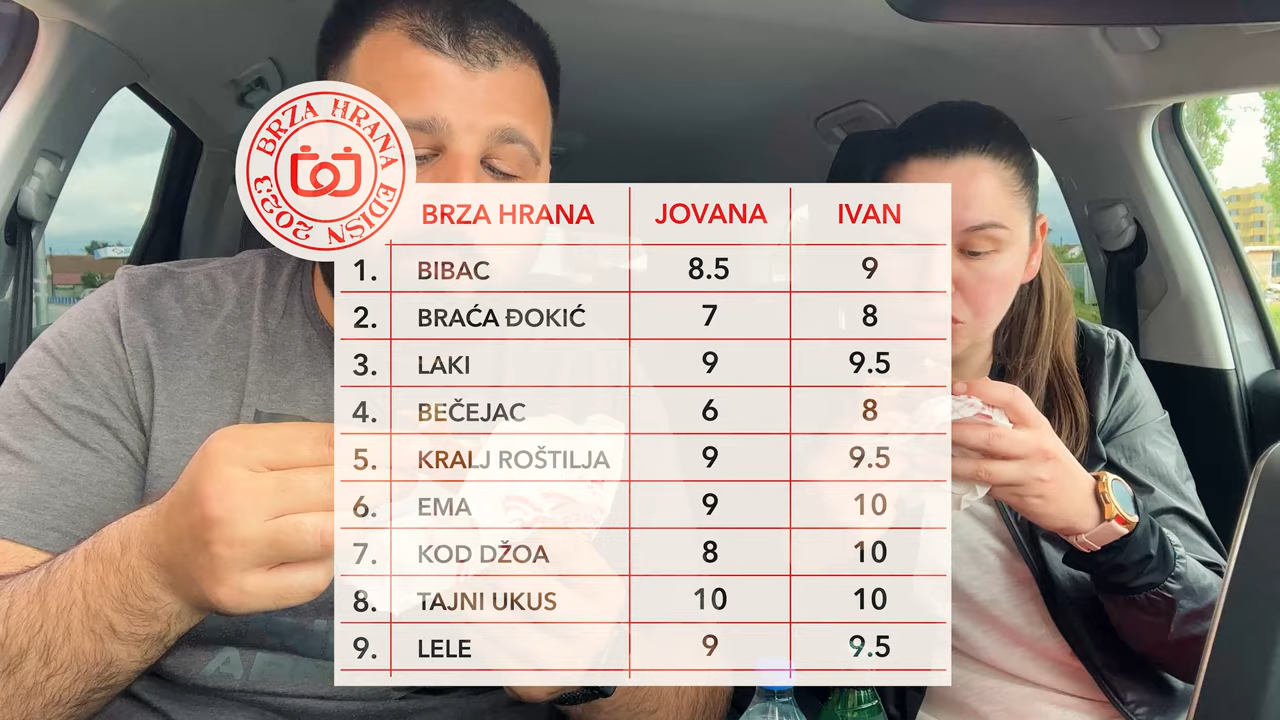 BRZA HRANA EDIŠN
2023
BRZA HRANA JOVANA IVAN
1. BIBAC 8.5 9
2. BRAĆA ĐOKIĆ 7 8
3. LAKI 9 9.5
4. BEČEJAC 6 8
5. KRALJ ROŠTILJA 9 9.5
6. EMA 9 10
7. KOD DŽOA 8 10
8. TAJNI UKUS 10 10
9. LELE 9 9.5